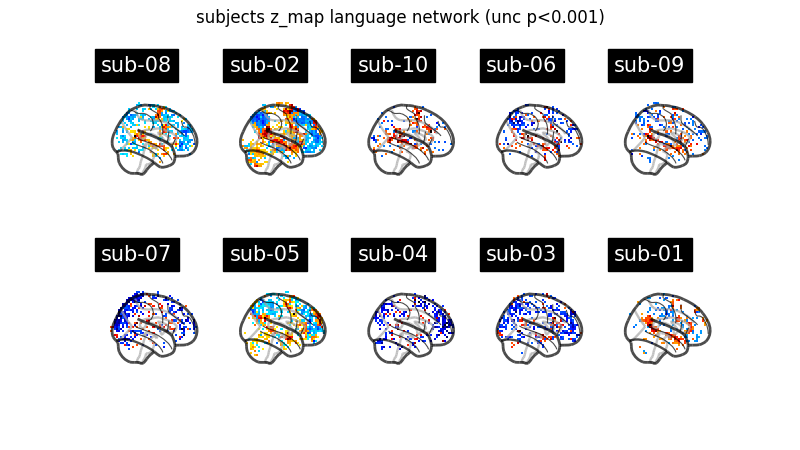 subjects z_map language network (unc p<0.001)
sub-08 sub-02 sub-10 sub-06 sub-09
sub-07 sub-05 sub-04 sub-03 sub-01